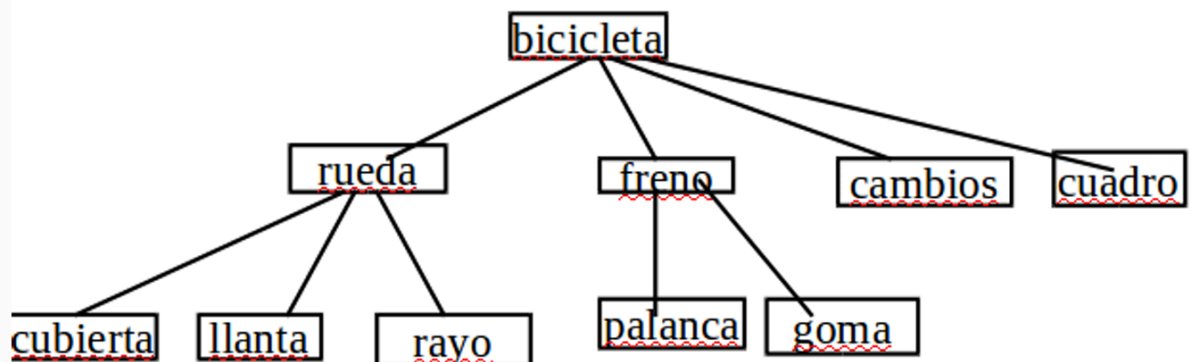 bicicleta
rueda
freno
cambios
cuadro
cubierta
llanta
rayo
palanca
goma